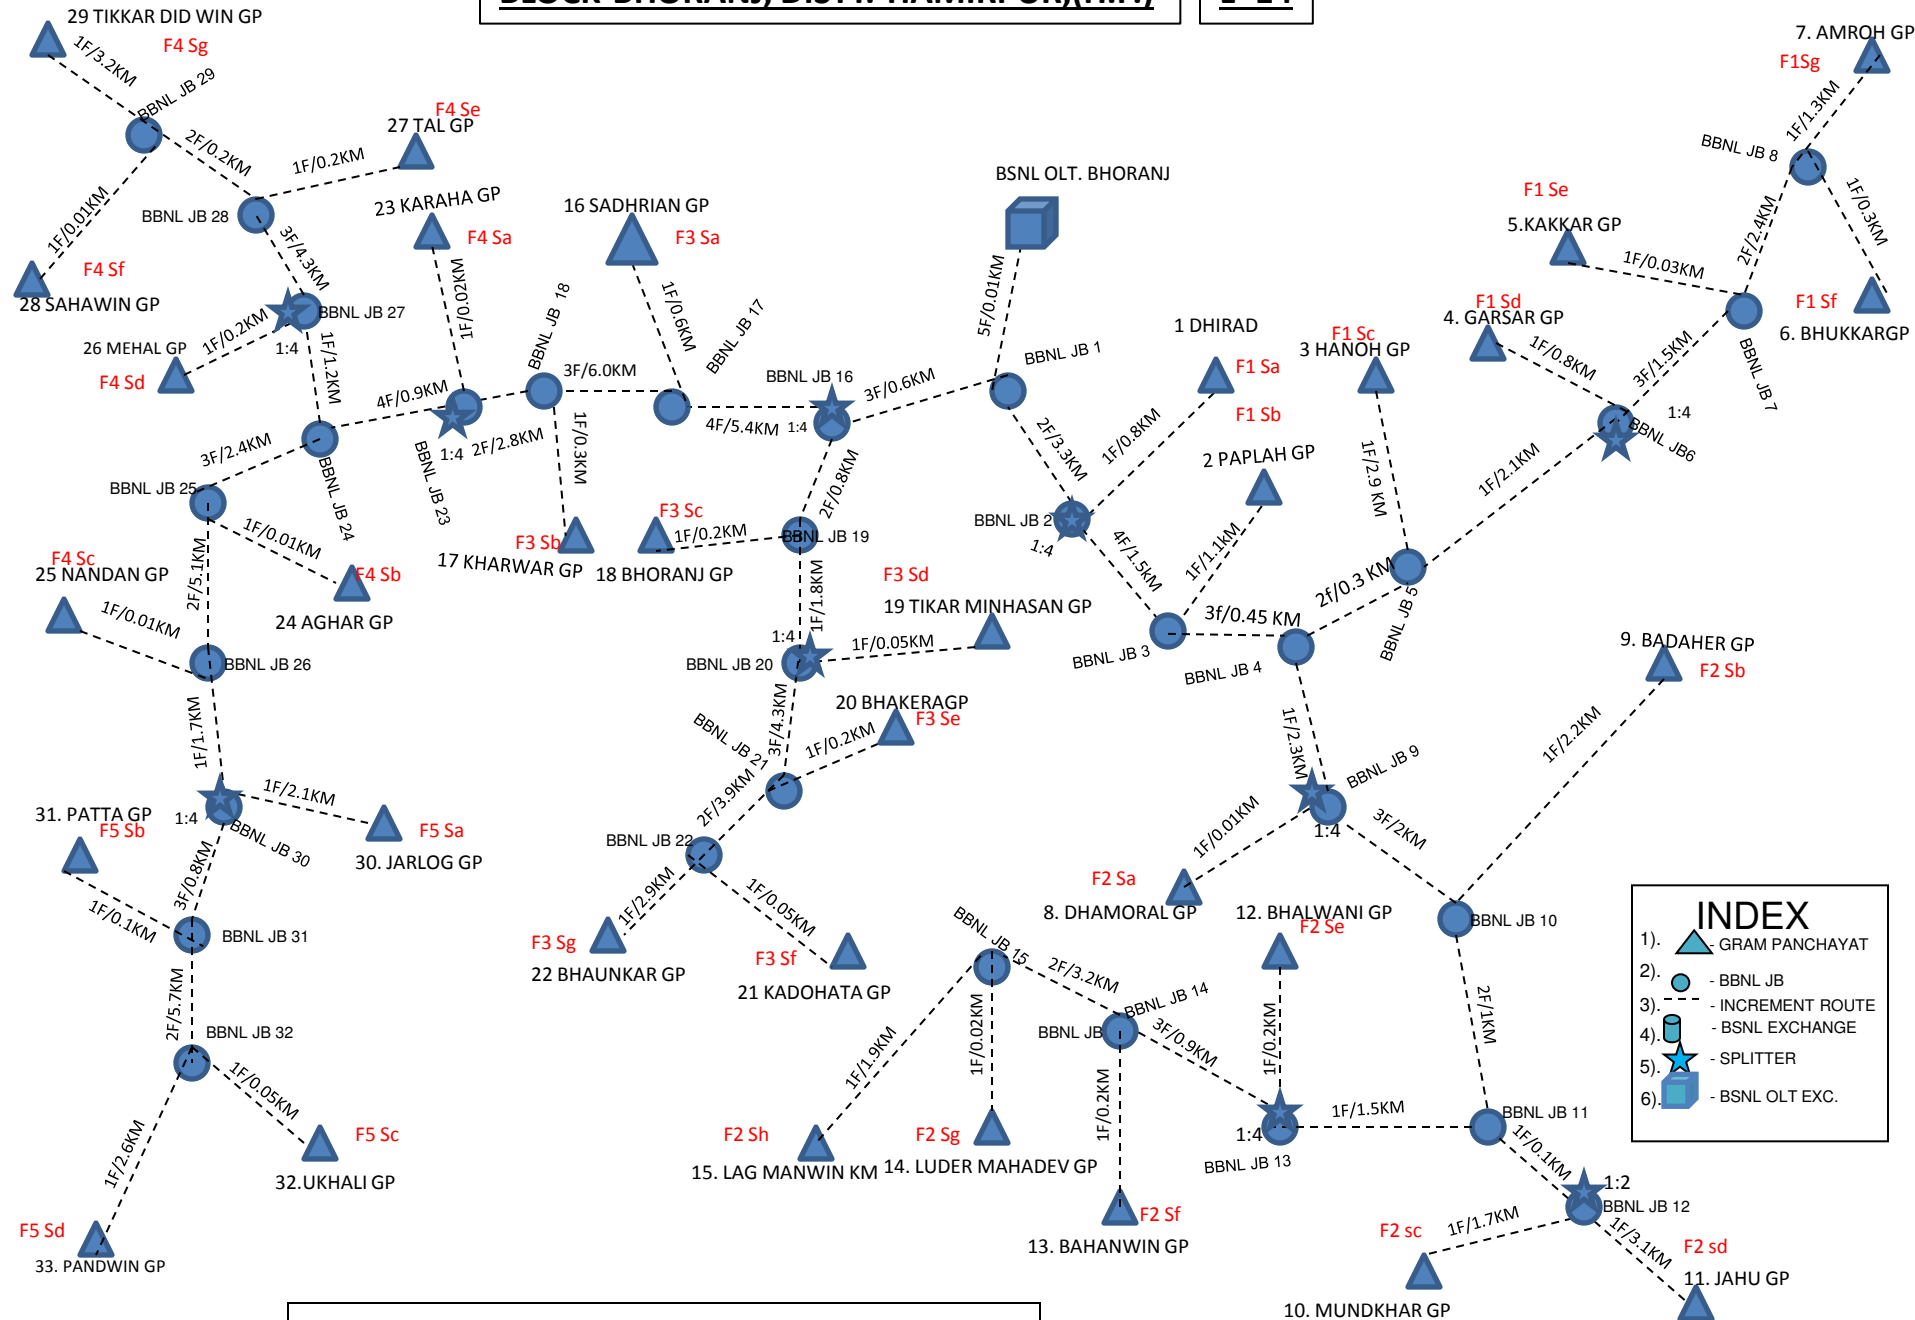 BLOCK-BHORANJ, DISTT.-HAMIRPUR,(HM.)
29 TIKKAR DID WIN GP
F4 Sg
1F/3.2KM
BBNL JB 29
2F/0.2KM
1F/0.01KM
F4 Sf
28 SAHAWIN GP
F4 Se
27 TAL GP
1F/0.2KM
BBNL JB 28
3F/4.3KM
BBNL JB 27
1F/0.2KM
1:4
26 MEHAL GP
F4 Sd
1F/1.2KM
23 KARAHA GP
F4 Sa
1F/0.02KM
4F/0.9KM
1:4
BBNL JB 23
2F/2.8KM
BBNL JB 24
3F/2.4KM
BBNL JB 25
1F/0.01KM
F4 Sb
24 AGHAR GP
2F/5.1KM
F4 Sc
25 NANDAN GP
1F/0.01KM
BBNL JB 26
1F/1.7KM
1:4
BBNL JB 30
1F/2.1KM
F5 Sa
30. JARLOG GP
31. PATTA GP
F5 Sb
1F/0.1KM
3F/0.8KM
BBNL JB 31
2F/5.7KM
BBNL JB 32
1F/0.05KM
F5 Sc
32.UKHALI GP
1F/2.6KM
F5 Sd
33. PANDWIN GP
16 SADHRIAN GP
F3 Sa
1F/0.6KM
BBNL JB 17
BBNL JB 18
3F/6.0KM
1F/0.3KM
F3 Sb
17 KHARWAR GP
4F/5.4KM
BBNL JB 16
1:4
3F/0.6KM
2F/0.8KM
F3 Sc
1F/0.2KM
18 BHORANJ GP
BBNL JB 19
1F/1.8KM
F3 Sd
19 TIKAR MINHASAN GP
1:4
1F/0.05KM
BBNL JB 20
3F/4.3KM
20 BHAKERAGP
F3 Se
1F/0.2KM
BBNL JB 21
2F/3.9KM
BBNL JB 22
1F/2.9KM
F3 Sg
22 BHAUNKAR GP
1F/0.05KM
F3 Sf
21 KADOHATA GP
BSNL OLT. BHORANJ
5F/0.01KM
BBNL JB 1
2F/3.3KM
1 DHIRAD
F1 Sa
F1 Sb
1F/0.8KM
BBNL JB 2
1:4
2 PAPLAH GP
1F/1.1KM
4F/1.5KM
BBNL JB 3
3f/0.45 KM
BBNL JB 4
2f/0.3 KM
BBNL JB 5
F1 Sc
3 HANOH GP
1F/2.9 KM
1F/2.1KM
F1 Sd
4. GARSAR GP
1F/0.8KM
1:4
BBNL JB6
3F/1.5KM
F1 Se
5.KAKKAR GP
1F/0.03KM
BBNL JB 7
2F/2.4KM
BBNL JB 8
7. AMROH GP
F1Sg
1F/1.3KM
1F/0.3KM
F1 Sf
6. BHUKKARGP
1F/2.3KM
BBNL JB 9
1:4
1F/0.01KM
F2 Sa
8. DHAMORAL GP
3F/2KM
9. BADAHER GP
F2 Sb
1F/2.2KM
BBNL JB 10
2F/1KM
BBNL JB 11
1F/0.1KM
1:2
BBNL JB 12
1F/1.7KM
F2 sc
10. MUNDKHAR GP
1F/3.1KM
F2 sd
11. JAHU GP
1F/1.5KM
1:4
BBNL JB 13
12. BHALWANI GP
F2 Se
1F/0.2KM
3F/0.9KM
BBNL JB 14
BBNL JB
1F/0.2KM
F2 Sf
13. BAHANWIN GP
2F/3.2KM
BBNL JB 15
1F/0.02KM
F2 Sg
14. LUDER MAHADEV GP
1F/1.9KM
F2 Sh
15. LAG MANWIN KM
INDEX
1). - GRAM PANCHAYAT
2). - BBNL JB
3). - INCREMENT ROUTE
4). - BSNL EXCHANGE
5). - SPLITTER
6). - BSNL OLT EXC.